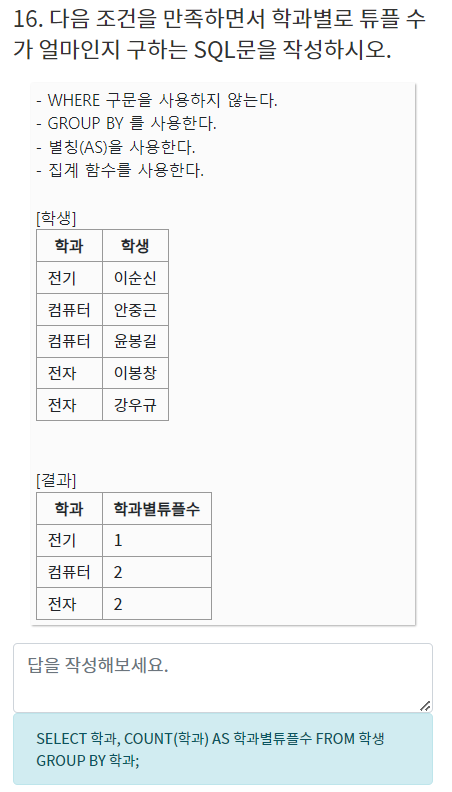 16. 다음 조건을 만족하면서 학과별로 튜플 수
가 얼마인지 구하는 SQL문을 작성하시오.
- WHERE 구문을 사용하지 않는다.
- GROUP BY 를 사용한다.
- 별칭(AS)을 사용한다.
- 집계 함수를 사용한다.
[학생]
학과 학생
전기 이순신
컴퓨터 안중근
컴퓨터 윤봉길
전자 이봉창
전자 강우규
[결과]
학과 학과별튜플수
전기 1
컴퓨터 2
전자 2
답을 작성해보세요.
SELECT 학과, COUNT(학과) AS 학과별튜플수 FROM 학생
GROUP BY 학과;